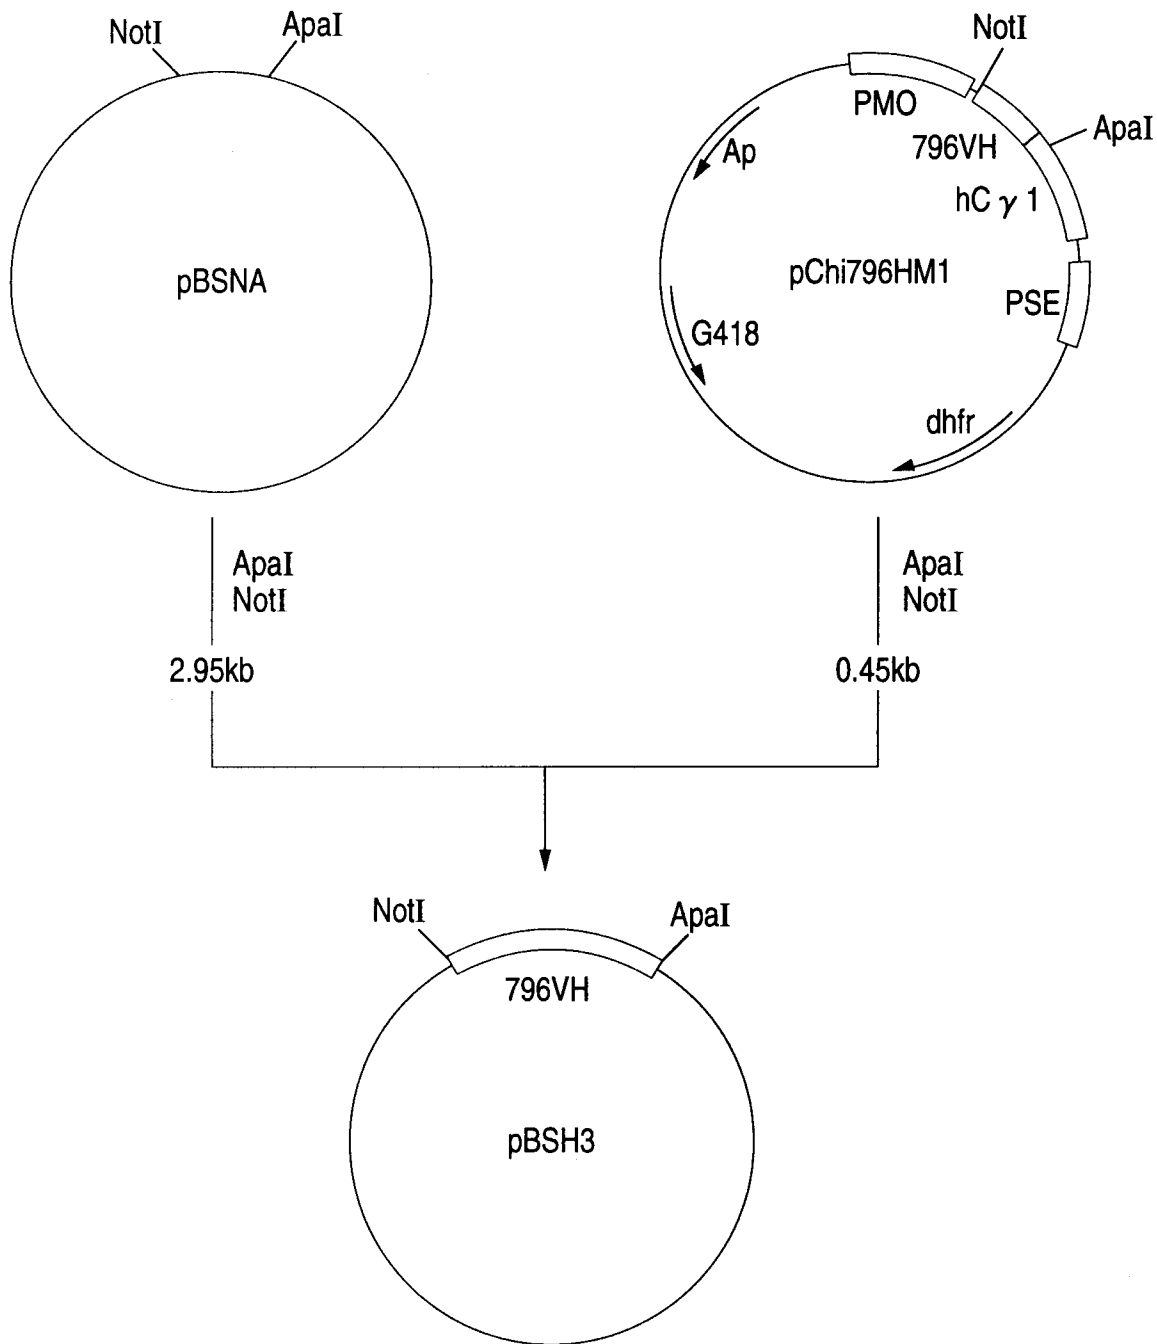 NotI
ApaI
pBSNA
NotI
PMO
ApaI
796VH
Ap
hC γ 1
pChi796HM1
PSE
G418
dhfr
ApaI
NotI
2.95kb
ApaI
NotI
0.45kb
NotI
ApaI
796VH
pBSH3